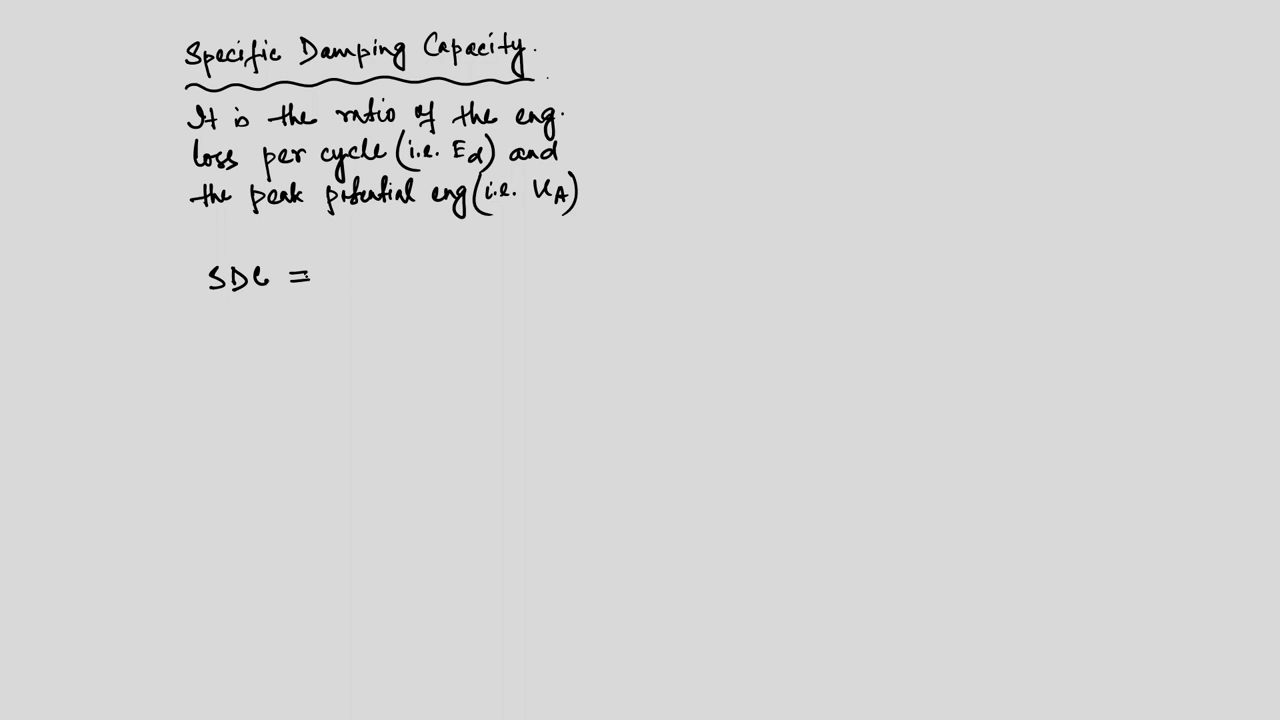 Specific Damping Capacity.
It is the ratio of the eng.
loss per cycle (i.e. Ed) and
the peak potential eng (i.e. UA)
SDC =